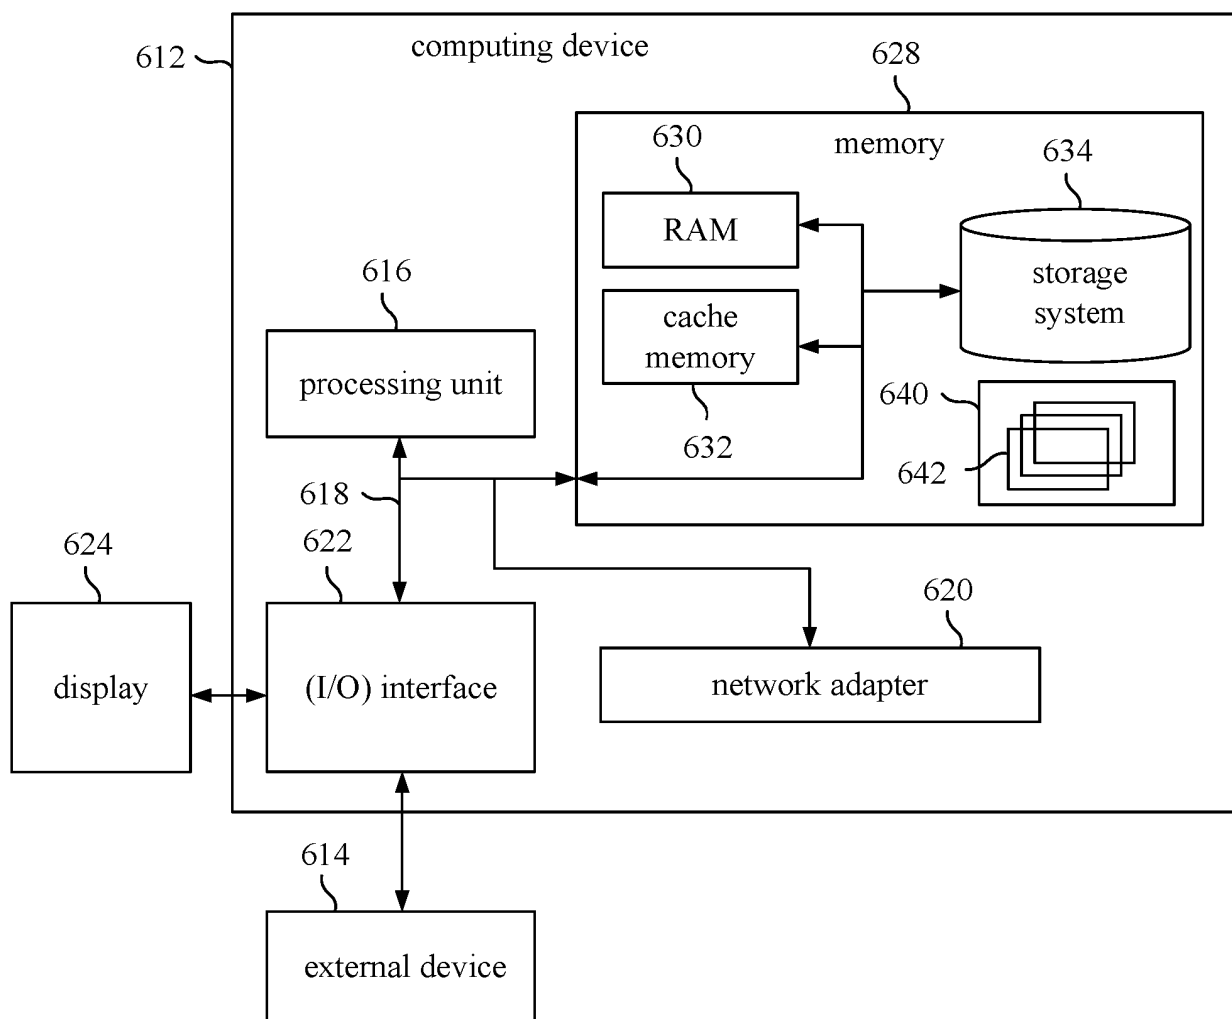 612
computing device
628
630
memory
634
RAM
storage
system
616
cache
memory
processing unit
640
632
642
618
622
624
620
display
(I/O) interface
network adapter
614
external device